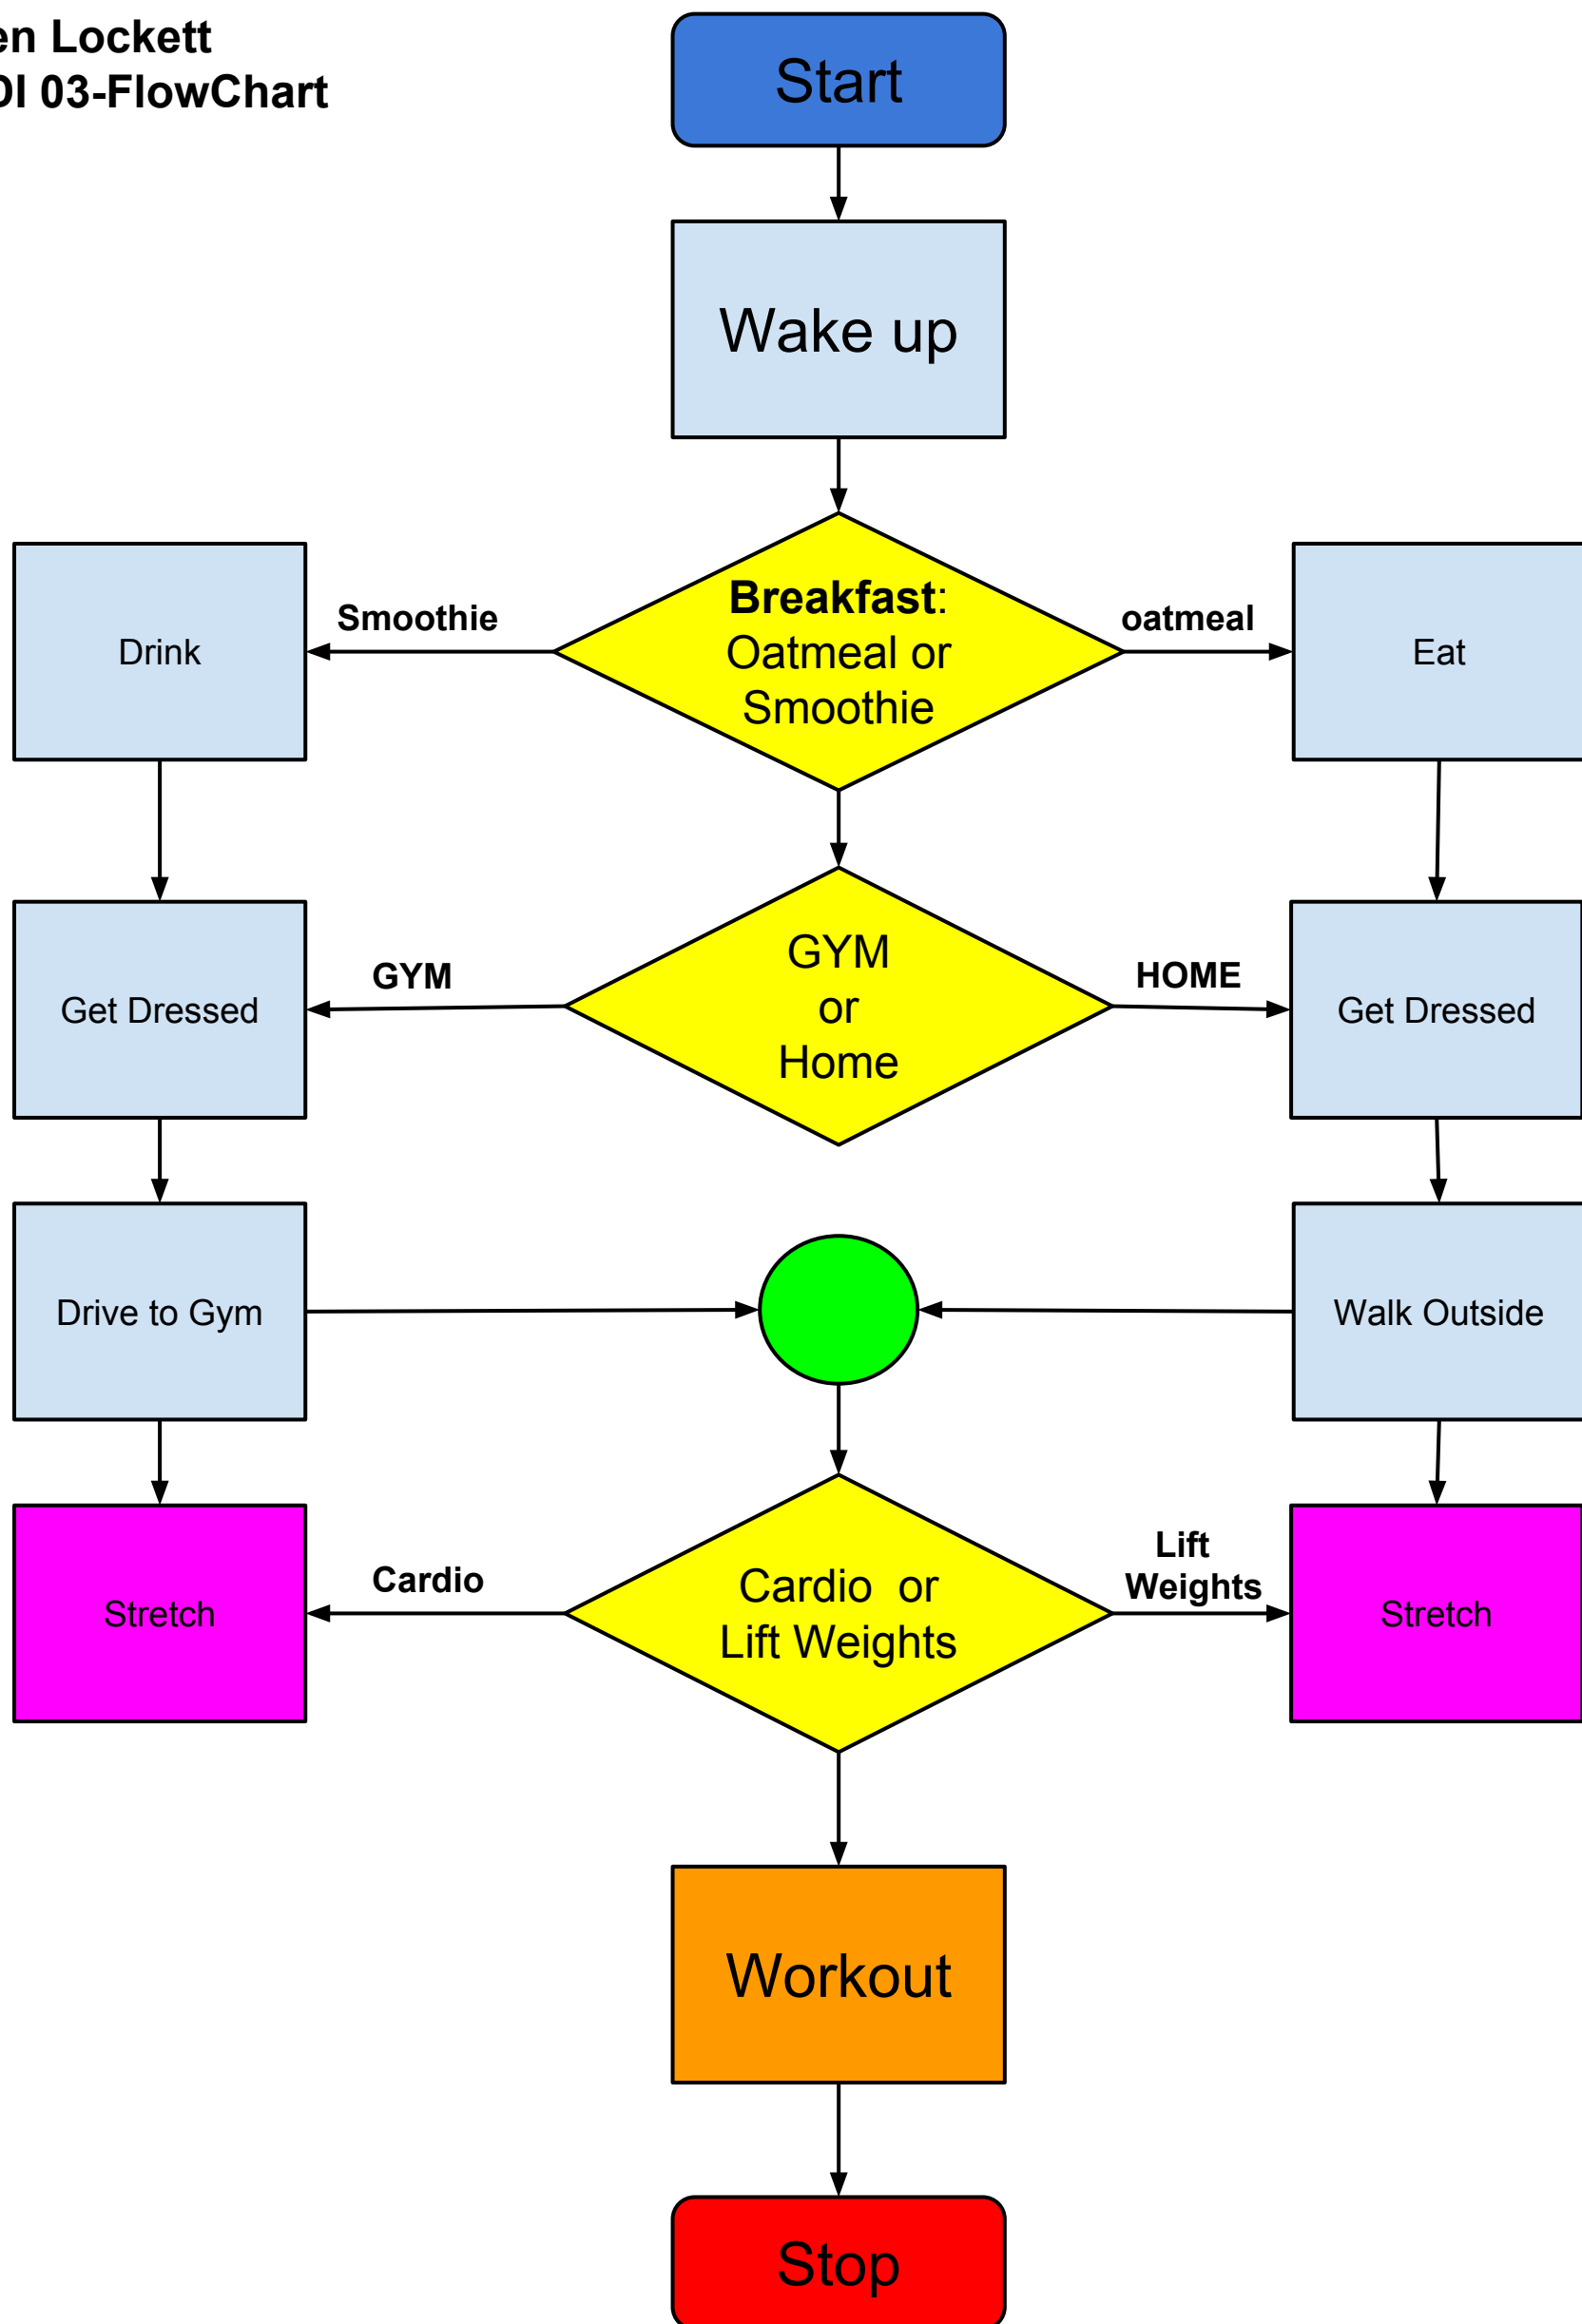 Lockett
03-FlowChart
Start
Wake up
Breakfast:
Oatmeal or
Smoothie
Smoothie
oatmeal
Drink
Eat
GYM
or
Home
GYM
HOME
Get Dressed
Get Dressed
Drive to Gym
Walk Outside
Cardio or
Lift Weights
Cardio
Lift
Weights
Stretch
Stretch
Workout
Stop